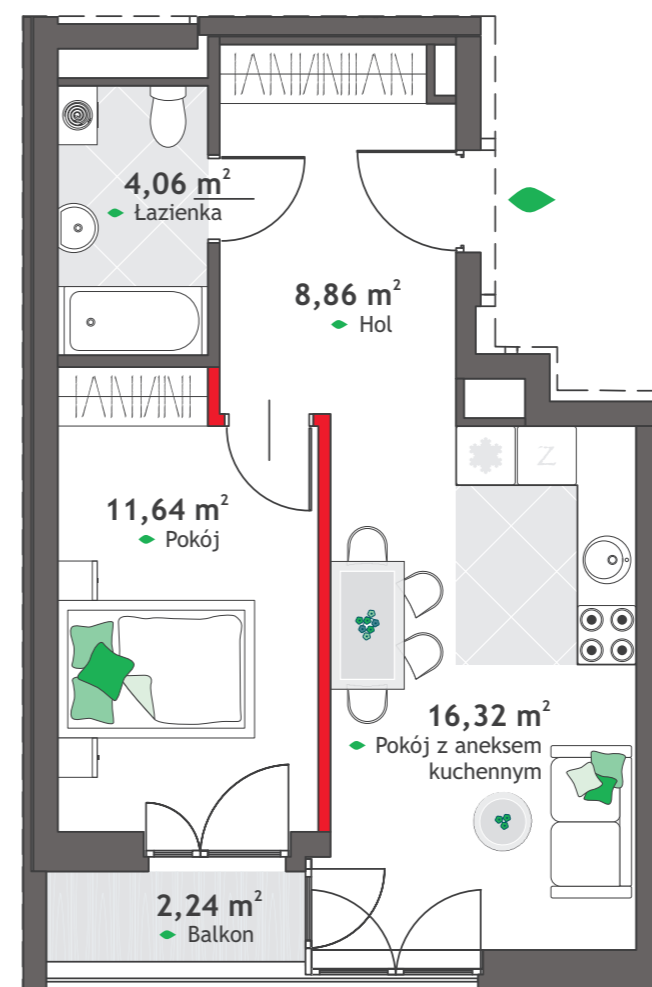 4,06 m²
Łazienka
8,86 m²
Hol
11,64 m²
Pokój
Z
16,32 m²
Pokój z aneksem
kuchennym
2,24 m²
Balkon